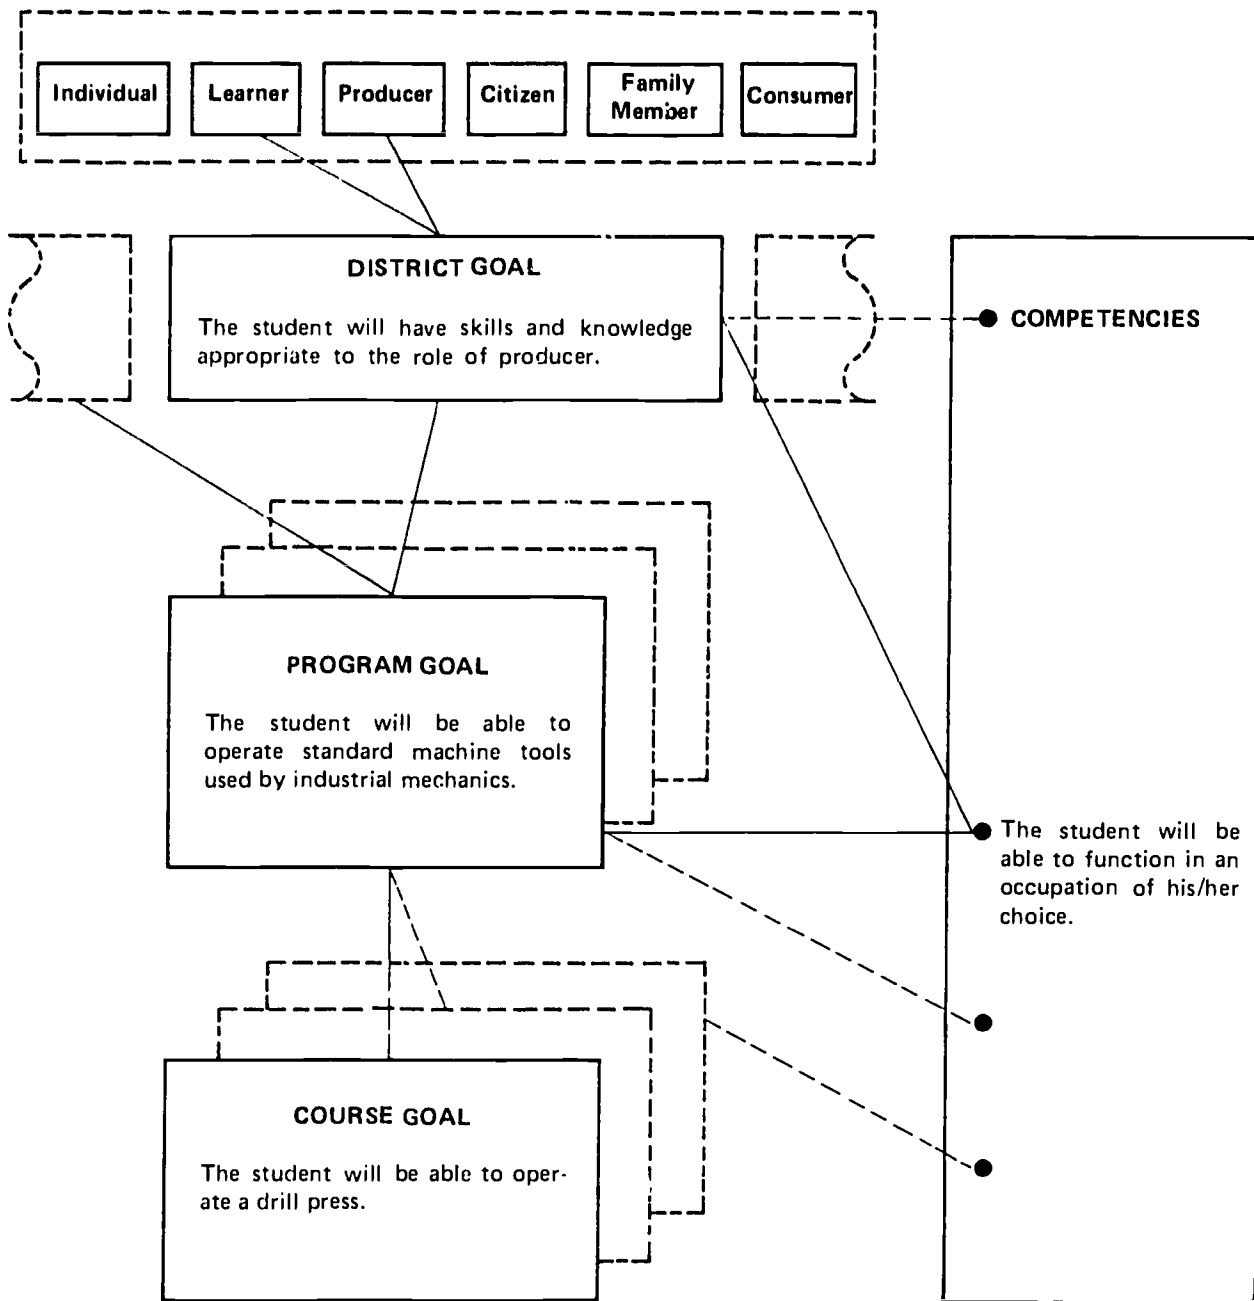 Individual
Learner
Producer
Citizen
Family
Member
Consumer
DISTRICT GOAL
The student will have skills and knowledge
appropriate to the role of producer.
COMPETENCIES
PROGRAM GOAL
The student will be able to
operate standard machine tools
used by industrial mechanics.
The student will be
able to function in an
occupation of his/her
choice.
COURSE GOAL
The student will be able to oper-
ate a drill press.